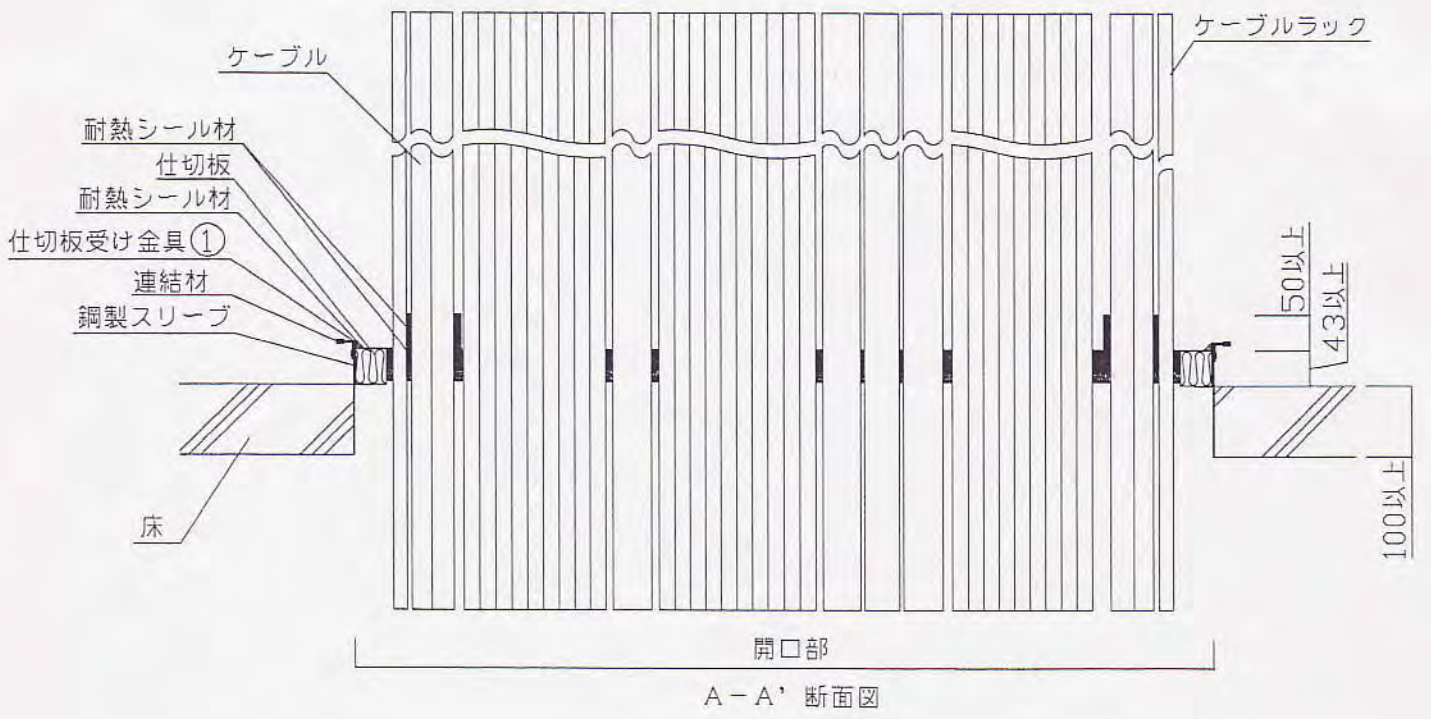 ケーブルラック
ケーブル
耐熱シール材
仕切板
耐熱シール材
仕切板受け金具①
連結材
鋼製スリーブ
50以上
43以上
100以上
床
開口部
A-A' 断面図